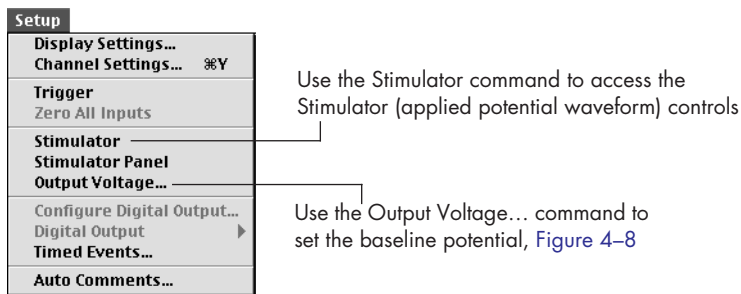 Setup
Display Settings...
Channel Settings... ⌘Y
Trigger
Zero All Inputs
Stimulator
Stimulator Panel
Output Voltage...
Configure Digital Output...
Digital Output
Timed Events...
Auto Comments...
Use the Stimulator command to access the
Stimulator (applied potential waveform) controls
Use the Output Voltage… command to
set the baseline potential, Figure 4–8